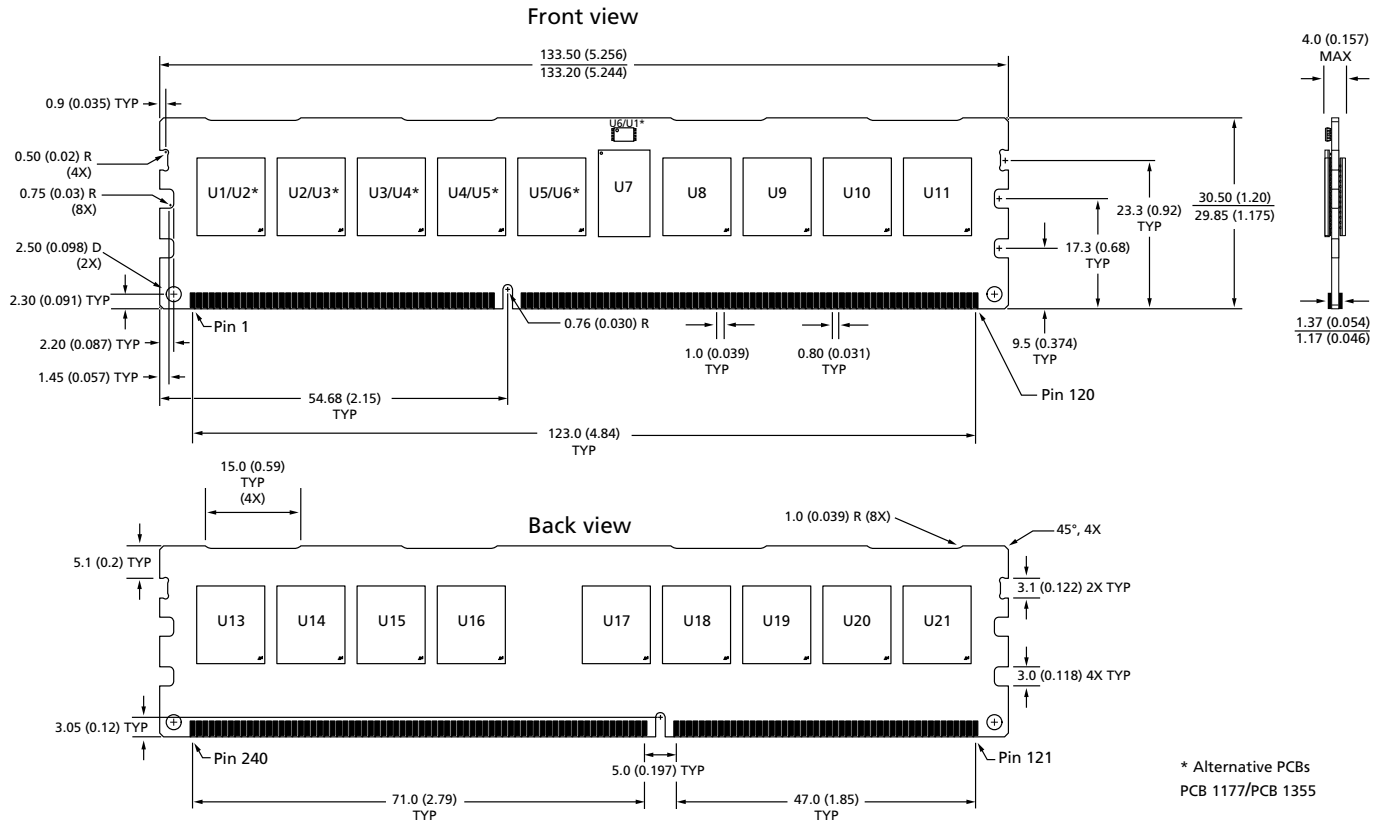 Front view
133.50 (5.256)
133.20 (5.244)
4.0 (0.157)
MAX
0.9 (0.035) TYP
U6/U1*
0.50 (0.02) R
(4X)
0.75 (0.03) R
(8X)
2.50 (0.098) D
(2X)
2.30 (0.091) TYP
U1/U2*
U2/U3*
U3/U4*
U4/U5*
U5/U6*
U7
U8
U9
U10
U11
23.3 (0.92)
TYP
17.3 (0.68)
TYP
30.50 (1.20)
29.85 (1.175)
Pin 1
0.76 (0.030) R
2.20 (0.087) TYP
1.45 (0.057) TYP
1.0 (0.039)
TYP
0.80 (0.031)
TYP
9.5 (0.374)
TYP
1.37 (0.054)
1.17 (0.046)
Pin 120
54.68 (2.15)
TYP
123.0 (4.84)
TYP
15.0 (0.59)
TYP
(4X)
Back view
1.0 (0.039) R (8X)
45°, 4X
5.1 (0.2) TYP
3.1 (0.122) 2X TYP
U13
U14
U15
U16
U17
U18
U19
U20
U21
3.0 (0.118) 4X TYP
3.05 (0.12) TYP
Pin 240
5.0 (0.197) TYP
Pin 121
71.0 (2.79)
TYP
47.0 (1.85)
TYP
* Alternative PCBs
PCB 1177/PCB 1355